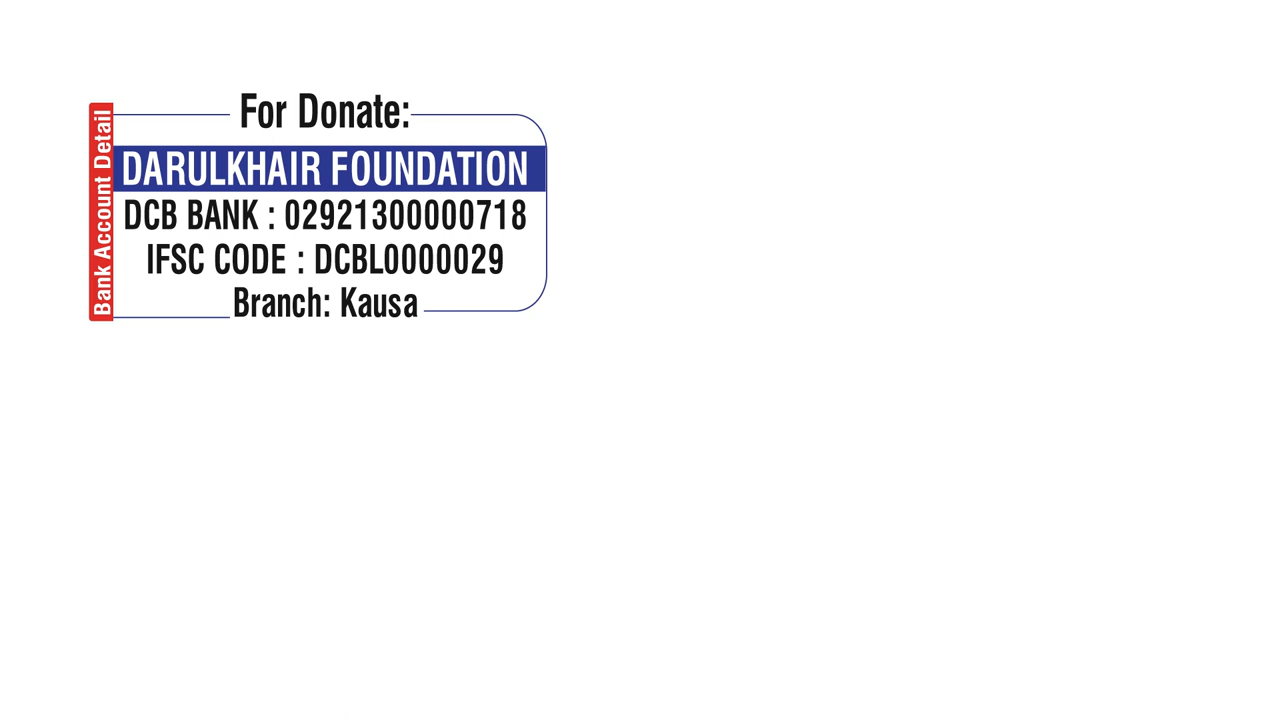 For Donate:
Bank Account Detail
DARULKHAIR FOUNDATION
DCB BANK : 02921300000718
IFSC CODE : DCBL0000029
Branch: Kausa